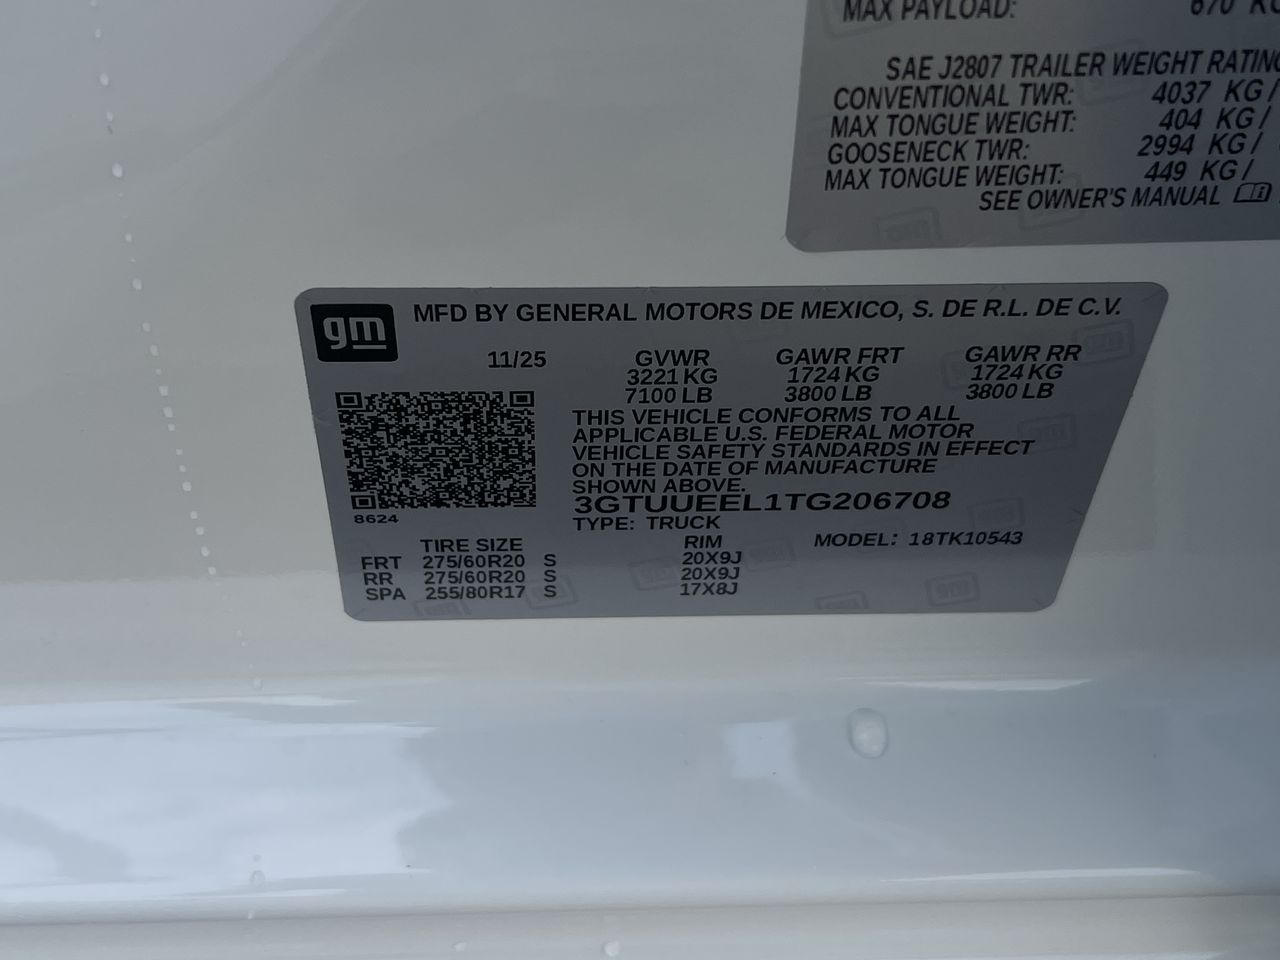 MAX PAYLOAD: 670 KG
SAE J2807 TRAILER WEIGHT RATING
CONVENTIONAL TWR: 4037 KG /
MAX TONGUE WEIGHT: 404 KG /
GOOSENECK TWR: 2994 KG /
MAX TONGUE WEIGHT: 449 KG /
SEE OWNER'S MANUAL
gm MFD BY GENERAL MOTORS DE MEXICO, S. DE R.L. DE C.V.
11/25 GVWR GAWR FRT GAWR RR
3221 KG 1724 KG 1724 KG
7100 LB 3800 LB 3800 LB
THIS VEHICLE CONFORMS TO ALL
APPLICABLE U.S. FEDERAL MOTOR
VEHICLE SAFETY STANDARDS IN EFFECT
ON THE DATE OF MANUFACTURE
SHOWN ABOVE.
3GTUUEEL1TG206708
8624
TYPE: TRUCK
MODEL: 18TK10543
TIRE SIZE RIM
FRT 275/60R20 S 20X9J
RR 275/60R20 S 20X9J
SPA 255/80R17 S 17X8J